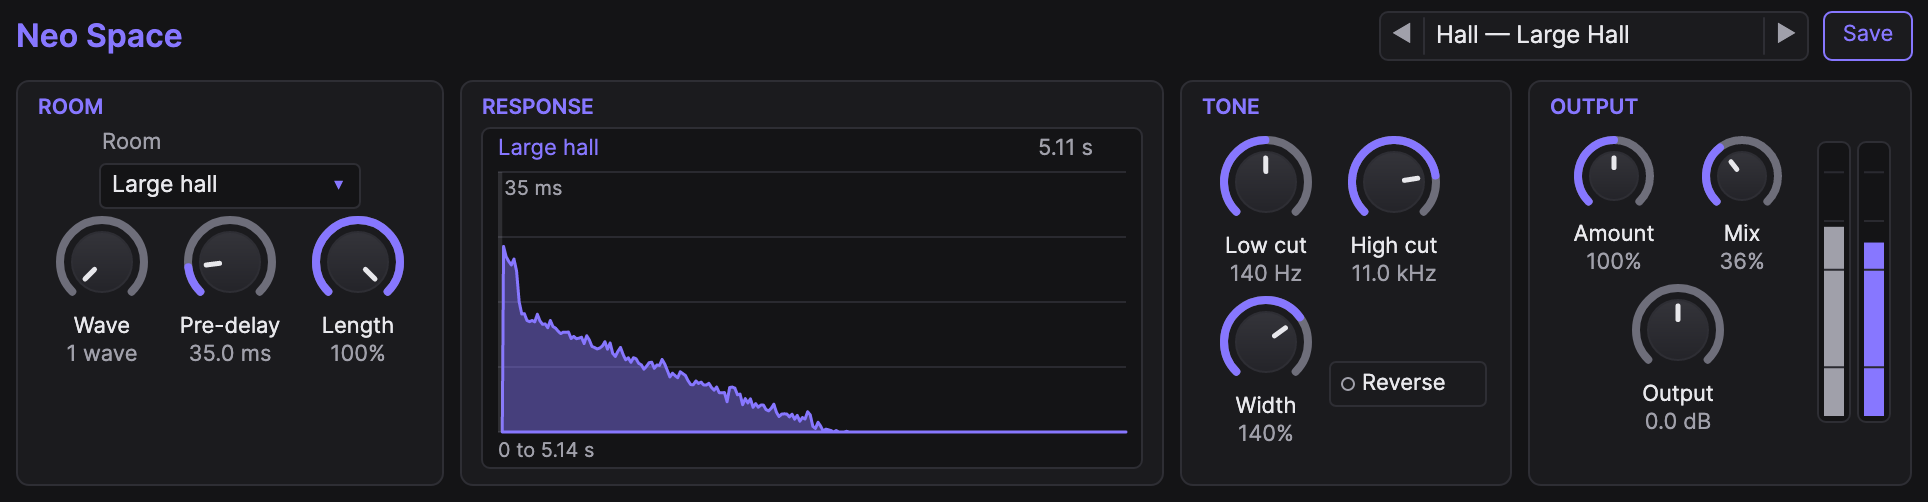 Neo Space
Hall — Large Hall
Save
ROOM
Room
Large hall
Wave
1 wave
Pre-delay
35.0 ms
Length
100%
RESPONSE
Large hall
5.11 s
35 ms
0 to 5.14 s
TONE
Low cut
140 Hz
High cut
11.0 kHz
Width
140%
Reverse
OUTPUT
Amount
100%
Mix
36%
Output
0.0 dB